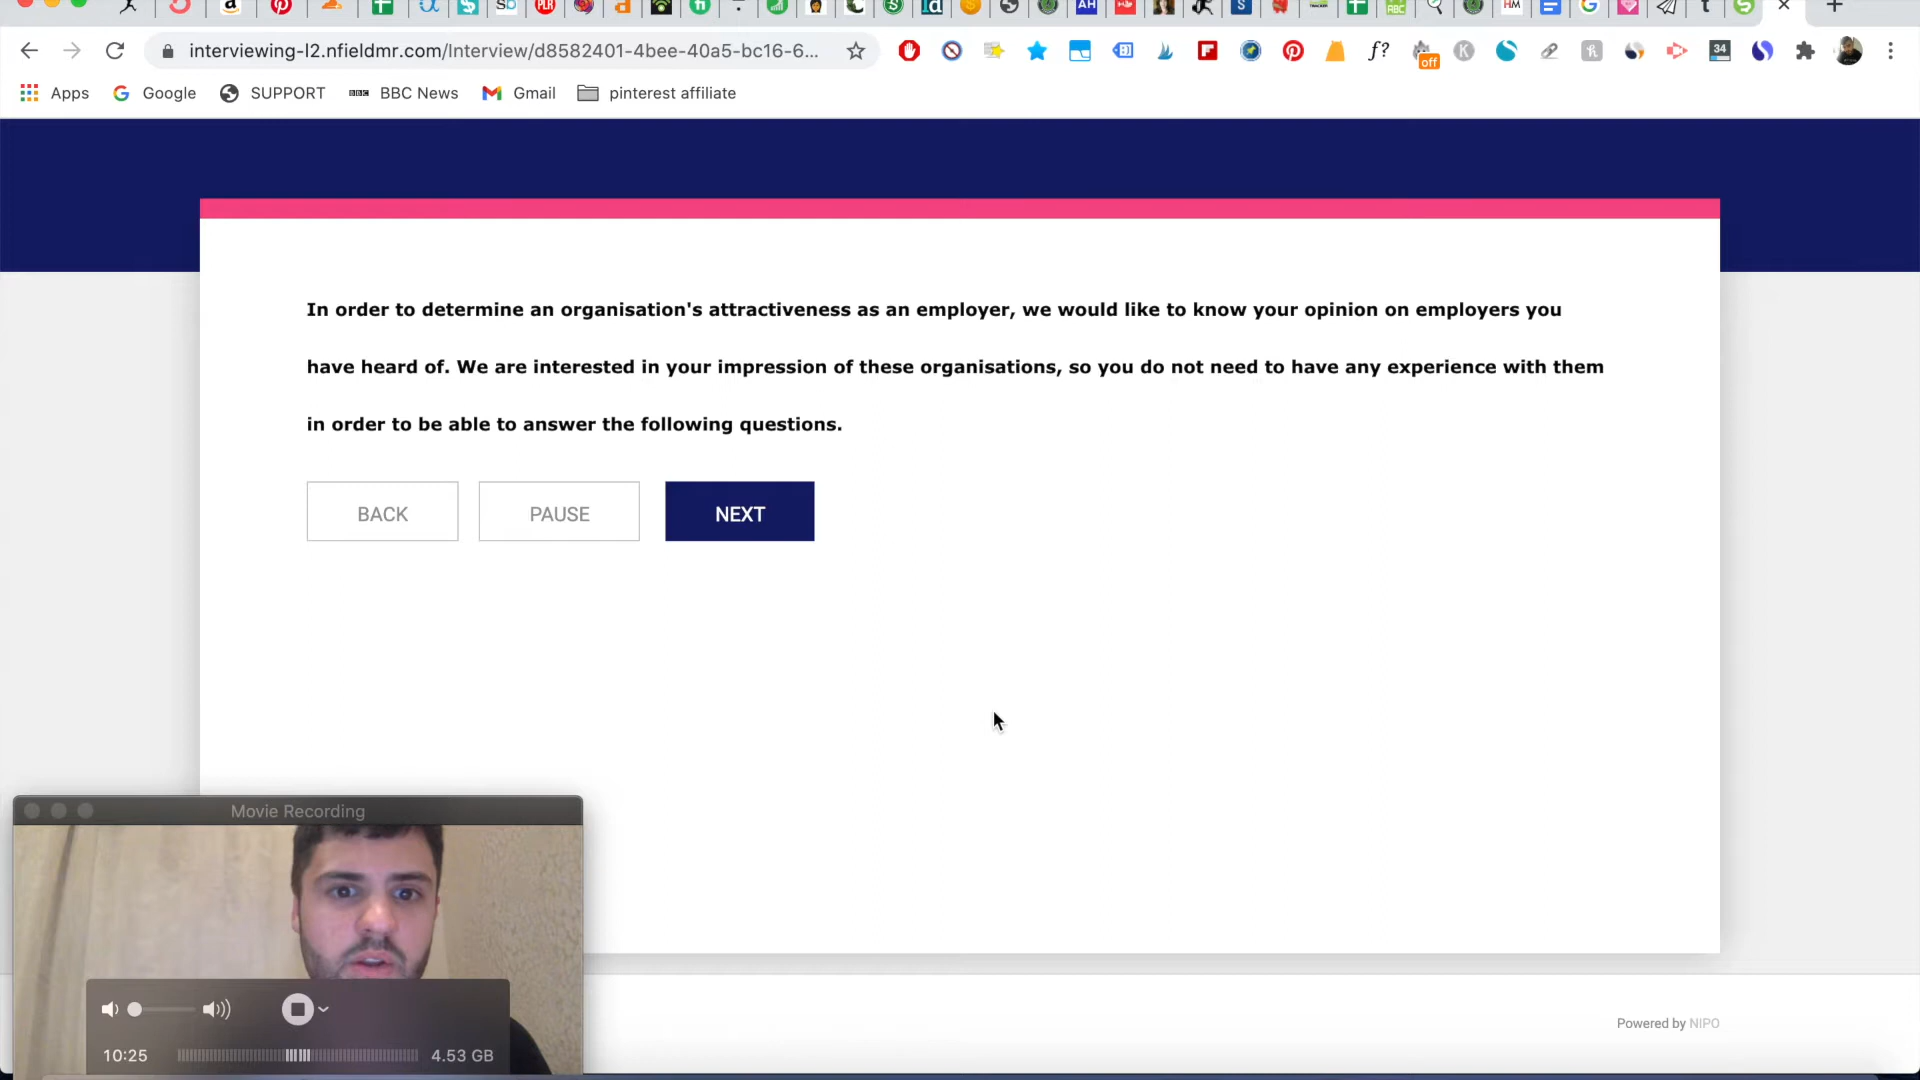 interviewing-l2.nfieldmr.com/Interview/d8582401-4bee-40a5-bc16-6...
f?
off
34
Apps
Google
SUPPORT
BBC News
Gmail
pinterest affiliate
In order to determine an organisation's attractiveness as an employer, we would like to know your opinion on employers you
have heard of. We are interested in your impression of these organisations, so you do not need to have any experience with them
in order to be able to answer the following questions.
BACK
PAUSE
NEXT
Movie Recording
10:25
4.53 GB
Powered by NIPO